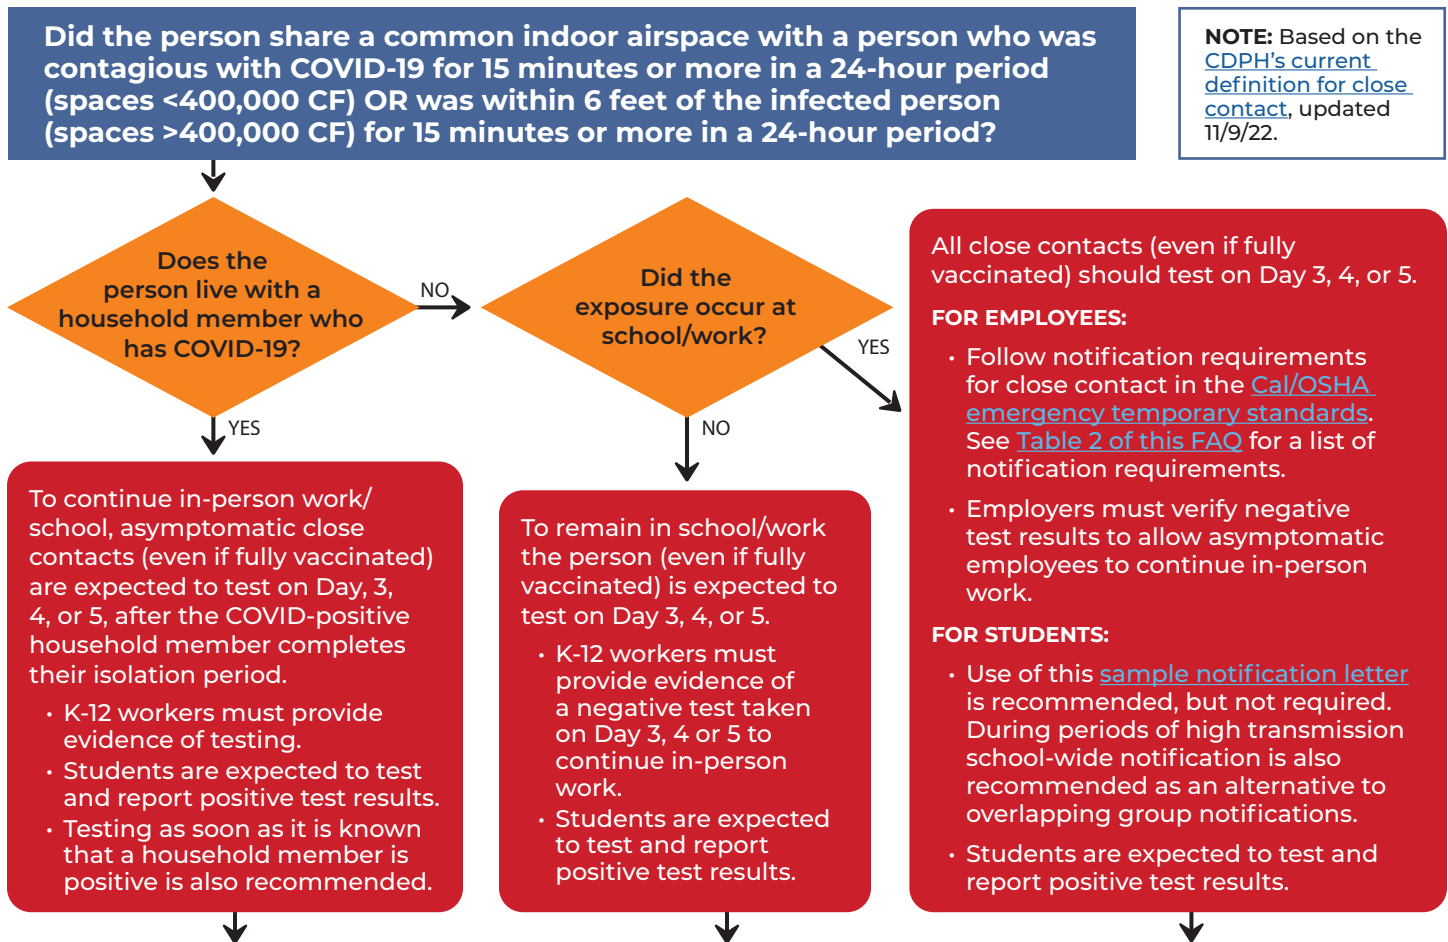 Did the person share a common indoor airspace with a person who was
contagious with COVID-19 for 15 minutes or more in a 24-hour period
(spaces <400,000 CF) OR was within 6 feet of the infected person
(spaces >400,000 CF) for 15 minutes or more in a 24-hour period?
NOTE: Based on the
CDPH's current
definition for close
contact, updated
11/9/22.
Does the
person live with a
household member who
has COVID-19?
NO
YES
Did the
exposure occur at
school/work?
YES
NO
To continue in-person work/
school, asymptomatic close
contacts (even if fully vaccinated)
are expected to test on Day, 3,
4, or 5, after the COVID-positive
household member completes
their isolation period.
• K-12 workers must provide
evidence of testing.
• Students are expected to test
and report positive test results.
• Testing as soon as it is known
that a household member is
positive is also recommended.
To remain in school/work
the person (even if fully
vaccinated) is expected to
test on Day 3, 4, or 5.
• K-12 workers must
provide evidence of
a negative test taken
on Day 3, 4 or 5 to
continue in-person
work.
• Students are expected
to test and report
positive test results.
All close contacts (even if fully
vaccinated) should test on Day 3, 4, or 5.
FOR EMPLOYEES:
• Follow notification requirements
for close contact in the Cal/OSHA
emergency temporary standards.
See Table 2 of this FAQ for a list of
notification requirements.
• Employers must verify negative
test results to allow asymptomatic
employees to continue in-person
work.
FOR STUDENTS:
• Use of this sample notification letter
is recommended, but not required.
During periods of high transmission
school-wide notification is also
recommended as an alternative to
overlapping group notifications.
• Students are expected to test and
report positive test results.